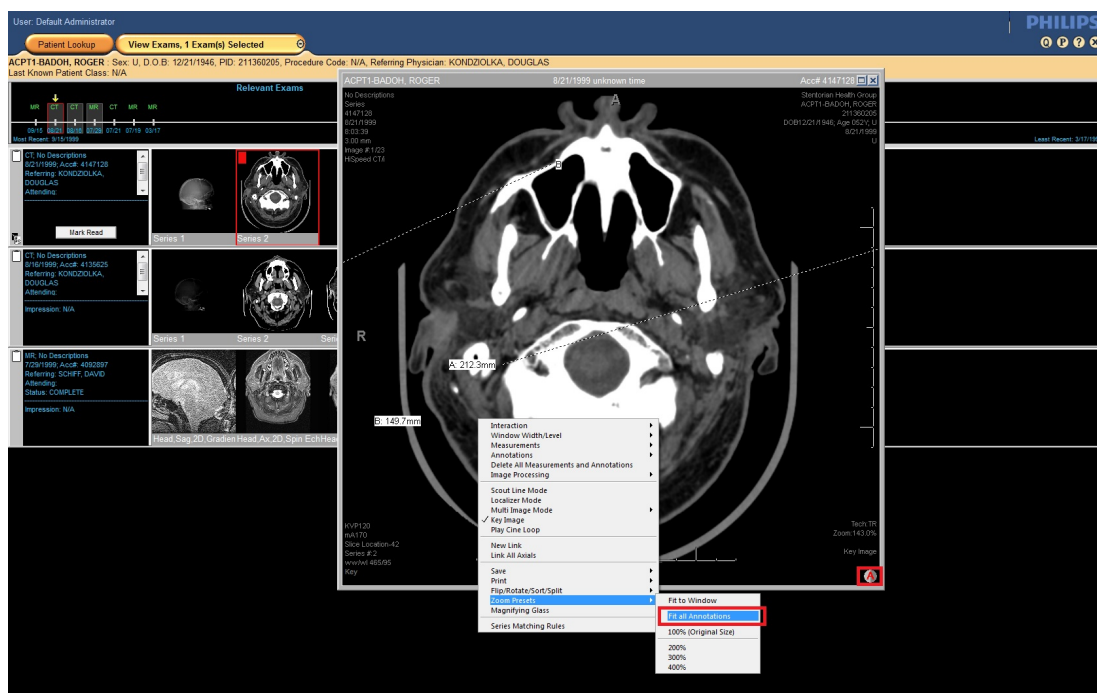 User: Default Administrator
PHILIPS
Patient Lookup
View Exams, 1 Exam(s) Selected
Q P ? X
ACPT1-BADOH, ROGER : Sex: U, D.O.B: 12/21/1946, PID: 211360205, Procedure Code: N/A, Referring Physician: KONDZIOLKA, DOUGLAS
Last Known Patient Class: N/A
Relevant Exams
MR CT CT MR CT MR MR
09/15 08/21 08/16 07/29 07/21 07/19 03/17
Most Recent: 9/15/1999
CT; No Descriptions
8/21/1999; Acc#: 4147128
Referring: KONDZIOLKA,
DOUGLAS
Attending:
Mark Read
Series 1
Series 2
CT; No Descriptions
8/16/1999; Acc#: 4135625
Referring: KONDZIOLKA,
DOUGLAS
Attending:
Impression: N/A
Series 1
Series 2
MR; No Descriptions
7/29/1999; Acc#: 4092897
Referring: SCHIFF, DAVID
Attending:
Status: COMPLETE
Impression: N/A
Head,Sag,2D,Gradien
Head,Ax,2D,Spin Ech
ACPT1-BADOH, ROGER
8/21/1999 unknown time
Acc# 4147128
No Descriptions
Series
4147128
8/21/1999
8:03:39
3.00 mm
Image # 1/23
HiSpeed CT/i
A
Stentorian Health Group
ACPT1-BADOH, ROGER
211360205
DOB12/21/1946; Age 052Y; U
8/21/1999
U
B
R
A: 212.3mm
B: 149.7mm
KVP120
mA170
Slice Location-42
Series #:2
ww/wl 465/95
Key
Tech:TR
Zoom:143.0%
Key Image
A
Interaction
Window Width/Level
Measurements
Annotations
Delete All Measurements and Annotations
Image Processing
Scout Line Mode
Localizer Mode
Multi Image Mode
Key Image
Play Cine Loop
New Link
Link All Axials
Save
Print
Flip/Rotate/Sort/Split
Zoom Presets
Magnifying Glass
Series Matching Rules
Fit to Window
Fit all Annotations
100% (Original Size)
200%
300%
400%